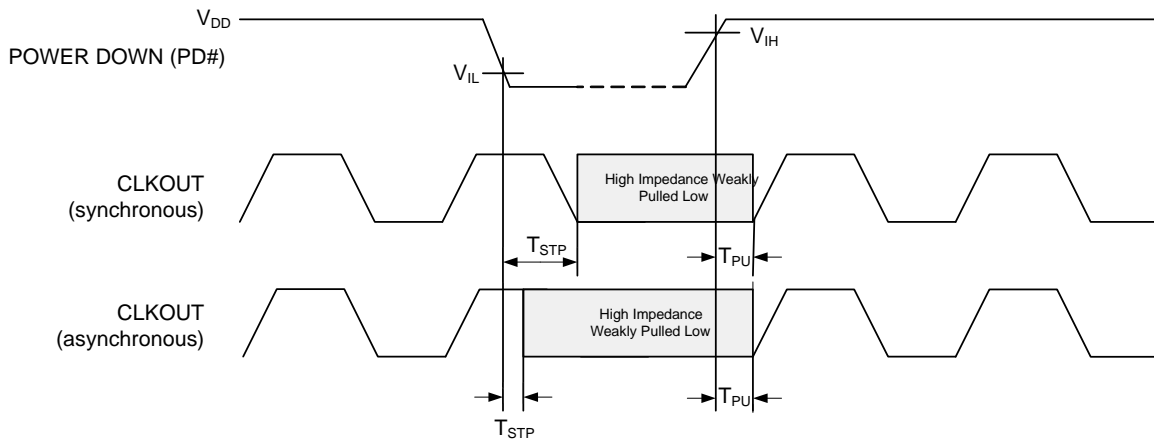 VDD
POWER DOWN (PD#)
VIH
VIL
CLKOUT
(synchronous)
High Impedance Weakly
Pulled Low
TSTP
TPU
CLKOUT
(asynchronous)
High Impedance
Weakly Pulled Low
TPU
TSTP